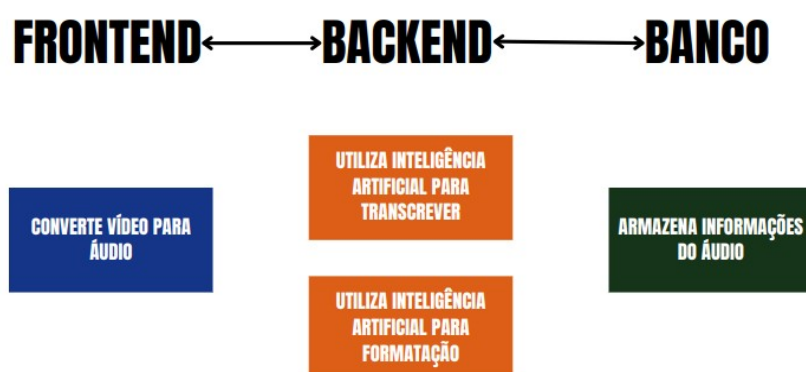 FRONTEND BACKEND BANCO
CONVERTE VÍDEO PARA
ÁUDIO
UTILIZA INTELIGÊNCIA
ARTIFICIAL PARA
TRANSCREVER
UTILIZA INTELIGÊNCIA
ARTIFICIAL PARA
FORMATAÇÃO
ARMAZENA INFORMAÇÕES
DO ÁUDIO